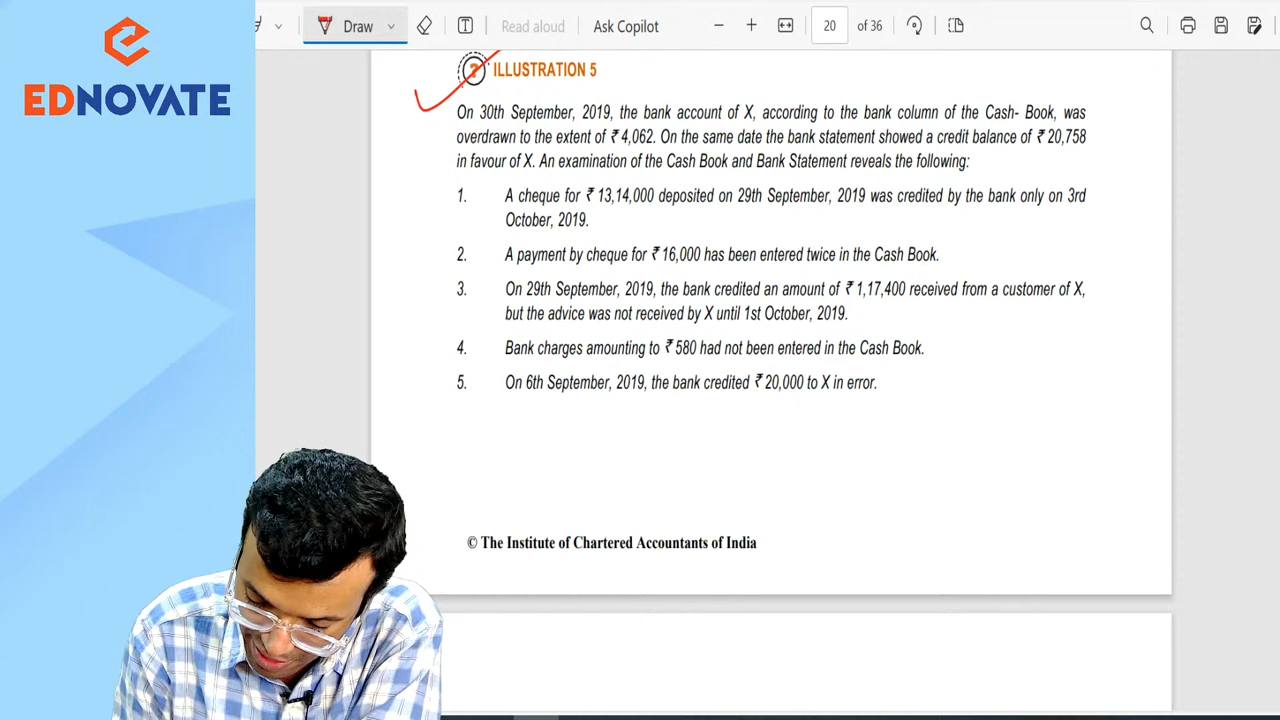 Draw
Read aloud
Ask Copilot
20
of 36
EDNOVATE
? ILLUSTRATION 5
On 30th September, 2019, the bank account of X, according to the bank column of the Cash- Book, was
overdrawn to the extent of ₹ 4,062. On the same date the bank statement showed a credit balance of ₹ 20,758
in favour of X. An examination of the Cash Book and Bank Statement reveals the following:
1. A cheque for ₹ 13,14,000 deposited on 29th September, 2019 was credited by the bank only on 3rd
October, 2019.
2. A payment by cheque for ₹ 16,000 has been entered twice in the Cash Book.
3. On 29th September, 2019, the bank credited an amount of ₹ 1,17,400 received from a customer of X,
but the advice was not received by X until 1st October, 2019.
4. Bank charges amounting to ₹ 580 had not been entered in the Cash Book.
5. On 6th September, 2019, the bank credited ₹ 20,000 to X in error.
© The Institute of Chartered Accountants of India